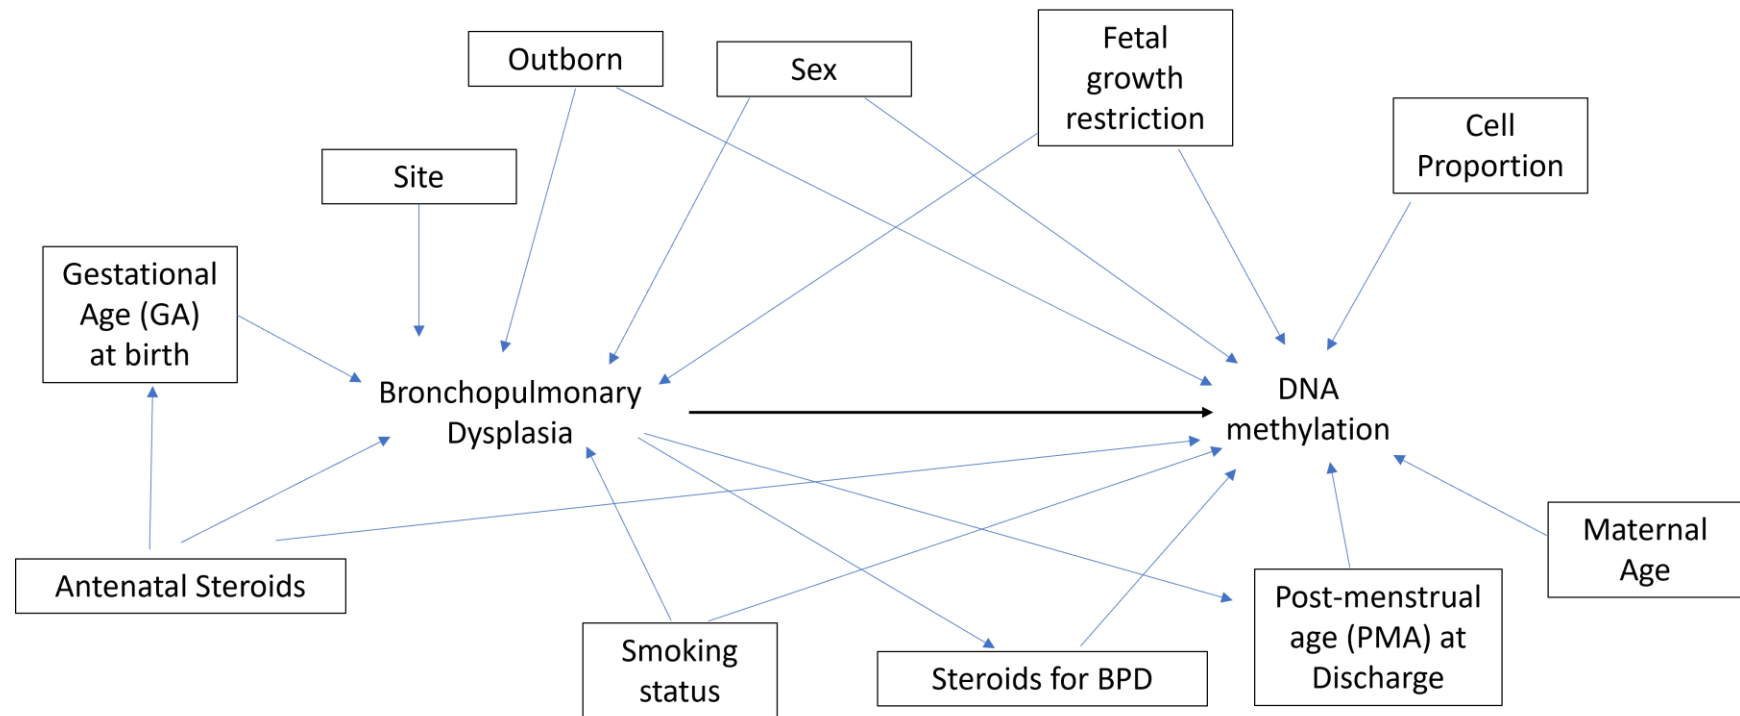 Outborn
Sex
Fetal
growth
restriction
Cell
Proportion
Site
Gestational
Age (GA)
at birth
Bronchopulmonary
Dysplasia
DNA
methylation
Antenatal Steroids
Smoking
status
Steroids for BPD
Post-menstrual
age (PMA) at
Discharge
Maternal
Age